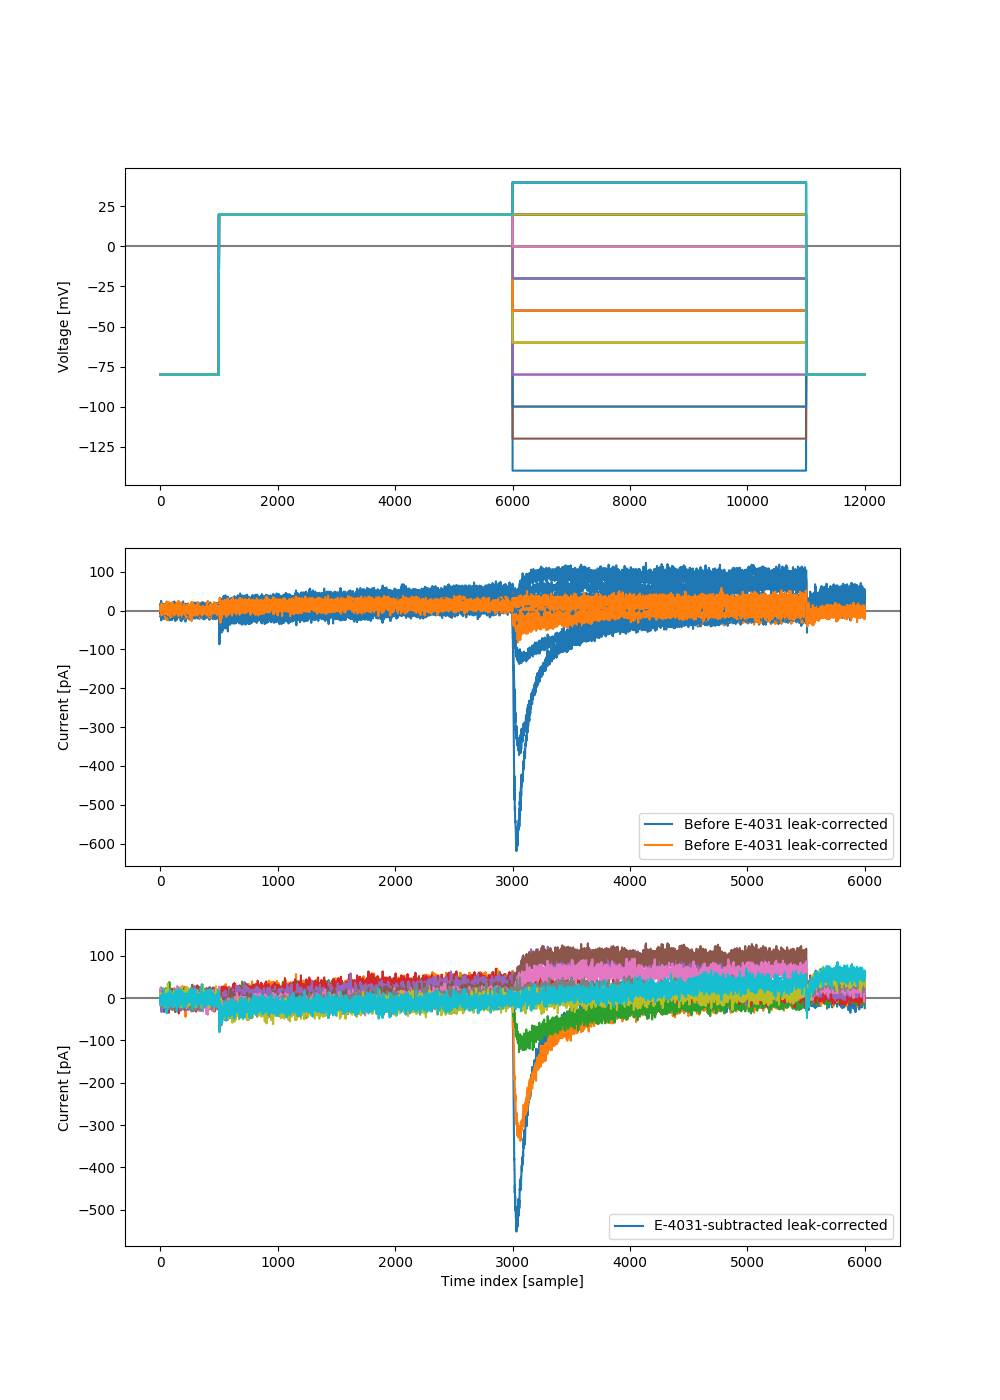 25
0
−25
−50
−75
−100
−125
Voltage [mV]
0 2000 4000 6000 8000 10000 12000
100
0
−100
−200
−300
−400
−500
−600
Current [pA]
Before E-4031 leak-corrected
Before E-4031 leak-corrected
0 1000 2000 3000 4000 5000 6000
100
0
−100
−200
−300
−400
−500
Current [pA]
E-4031-subtracted leak-corrected
0 1000 2000 3000 4000 5000 6000
Time index [sample]